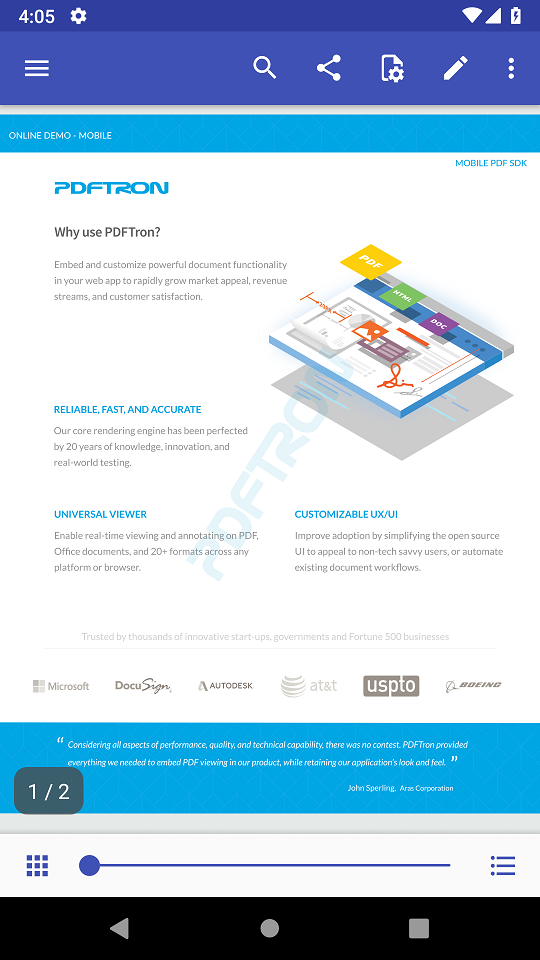 4:05
ONLINE DEMO - MOBILE
MOBILE PDF SDK
PDFTRON
Why use PDFTron?
Embed and customize powerful document functionality
in your web app to rapidly grow market appeal, revenue
streams, and customer satisfaction.
PDF
HTML
DOC
RELIABLE, FAST, AND ACCURATE
Our core rendering engine has been perfected
by 20 years of knowledge, innovation, and
real-world testing.
PDFTRON
UNIVERSAL VIEWER
Enable real-time viewing and annotating on PDF,
Office documents, and 20+ formats across any
platform or browser.
CUSTOMIZABLE UX/UI
Improve adoption by simplifying the open source
UI to appeal to non-tech savvy users, or automate
existing document workflows.
Trusted by thousands of innovative start-ups, governments and Fortune 500 businesses
Microsoft DocuSign AUTODESK at&t uspto BOEING
“ Considering all aspects of performance, quality, and technical capability, there was no contest. PDFTron provided
everything we needed to embed PDF viewing in our product, while retaining our application's look and feel. ”
John Sperling, Aras Corporation
1 / 2